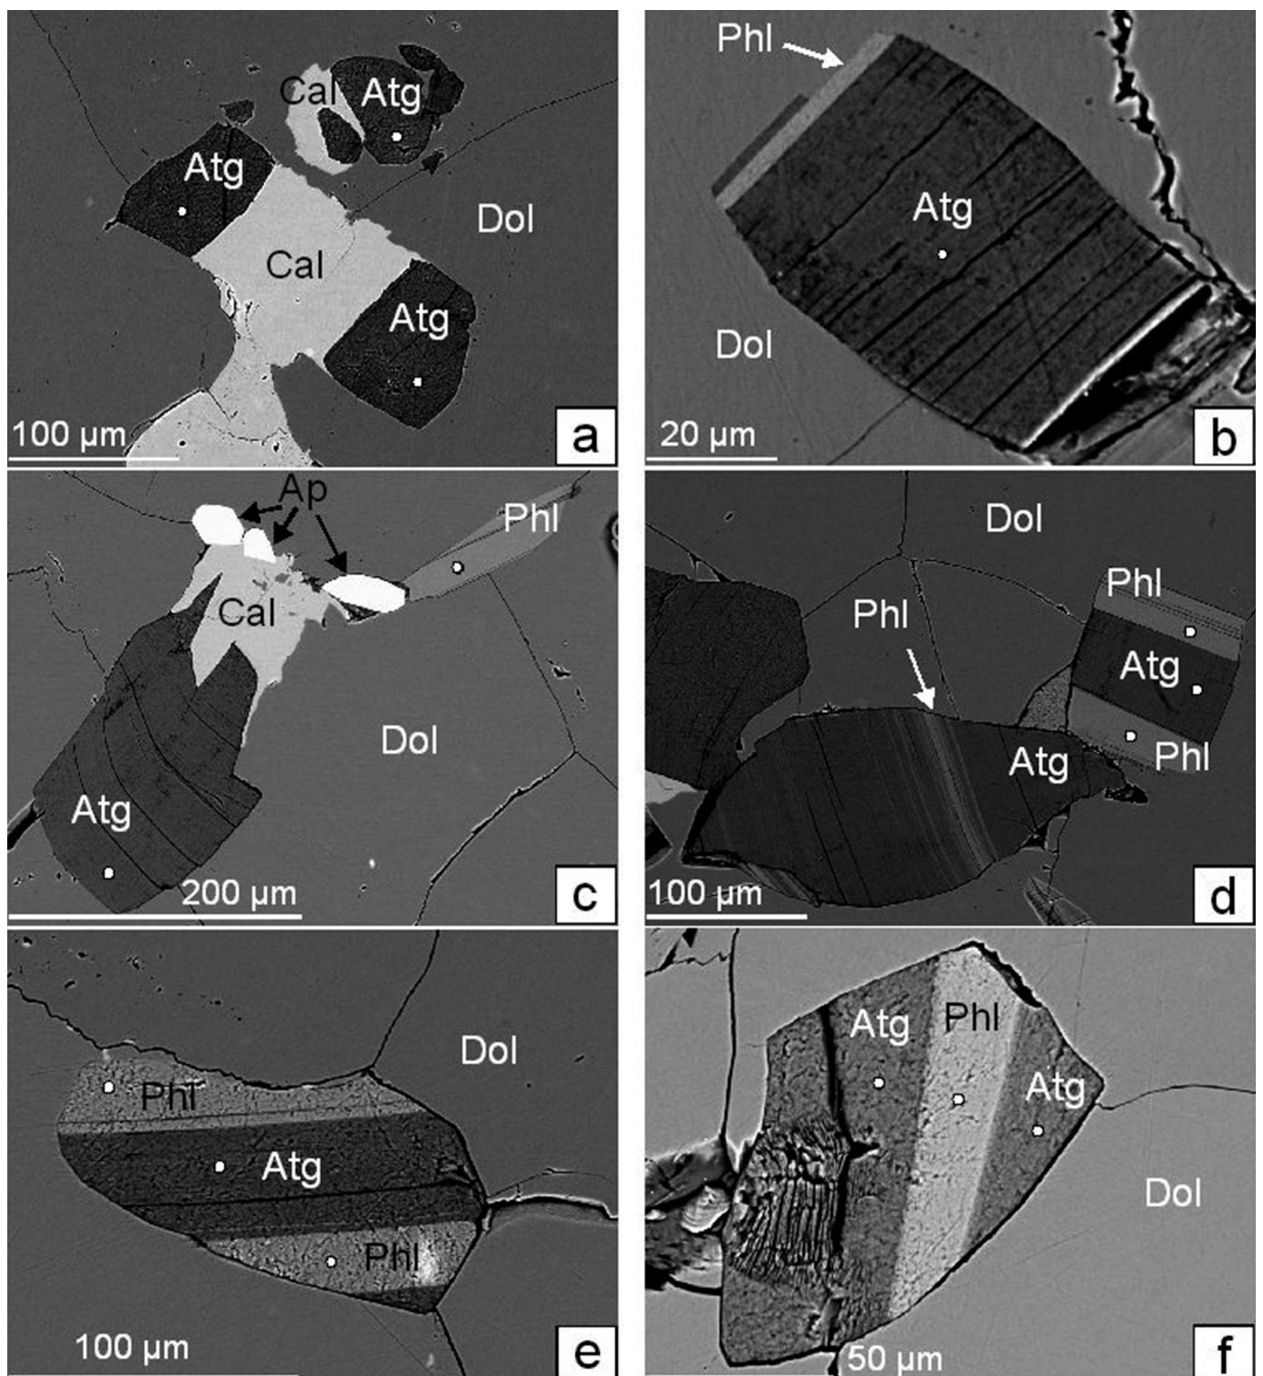 Cal
Atg
Atg
Dol
Cal
Atg
100 µm
a
Phl
Atg
Dol
20 µm
b
Ap
Phl
Cal
Dol
Atg
200 µm
c
Dol
Phl
Phl
Atg
Atg
Phl
100 µm
d
Dol
Phl
Atg
Phl
100 µm
e
Atg
Phl
Atg
Dol
50 µm
f